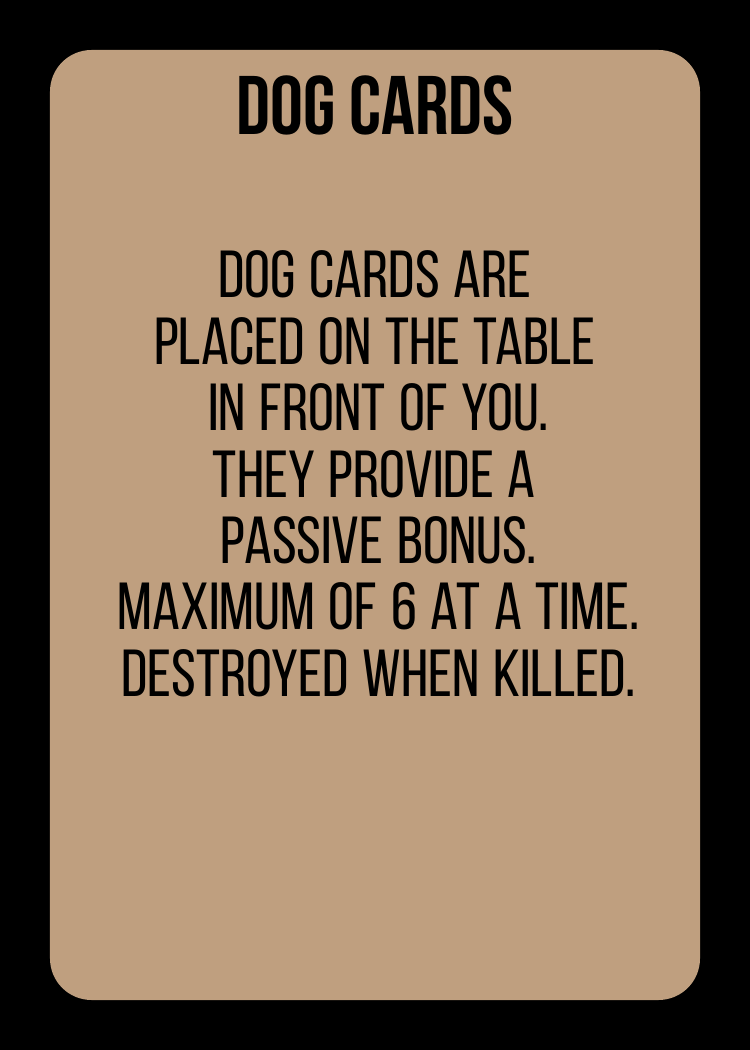 DOG CARDS
DOG CARDS ARE
PLACED ON THE TABLE
IN FRONT OF YOU.
THEY PROVIDE A
PASSIVE BONUS.
MAXIMUM OF 6 AT A TIME.
DESTROYED WHEN KILLED.